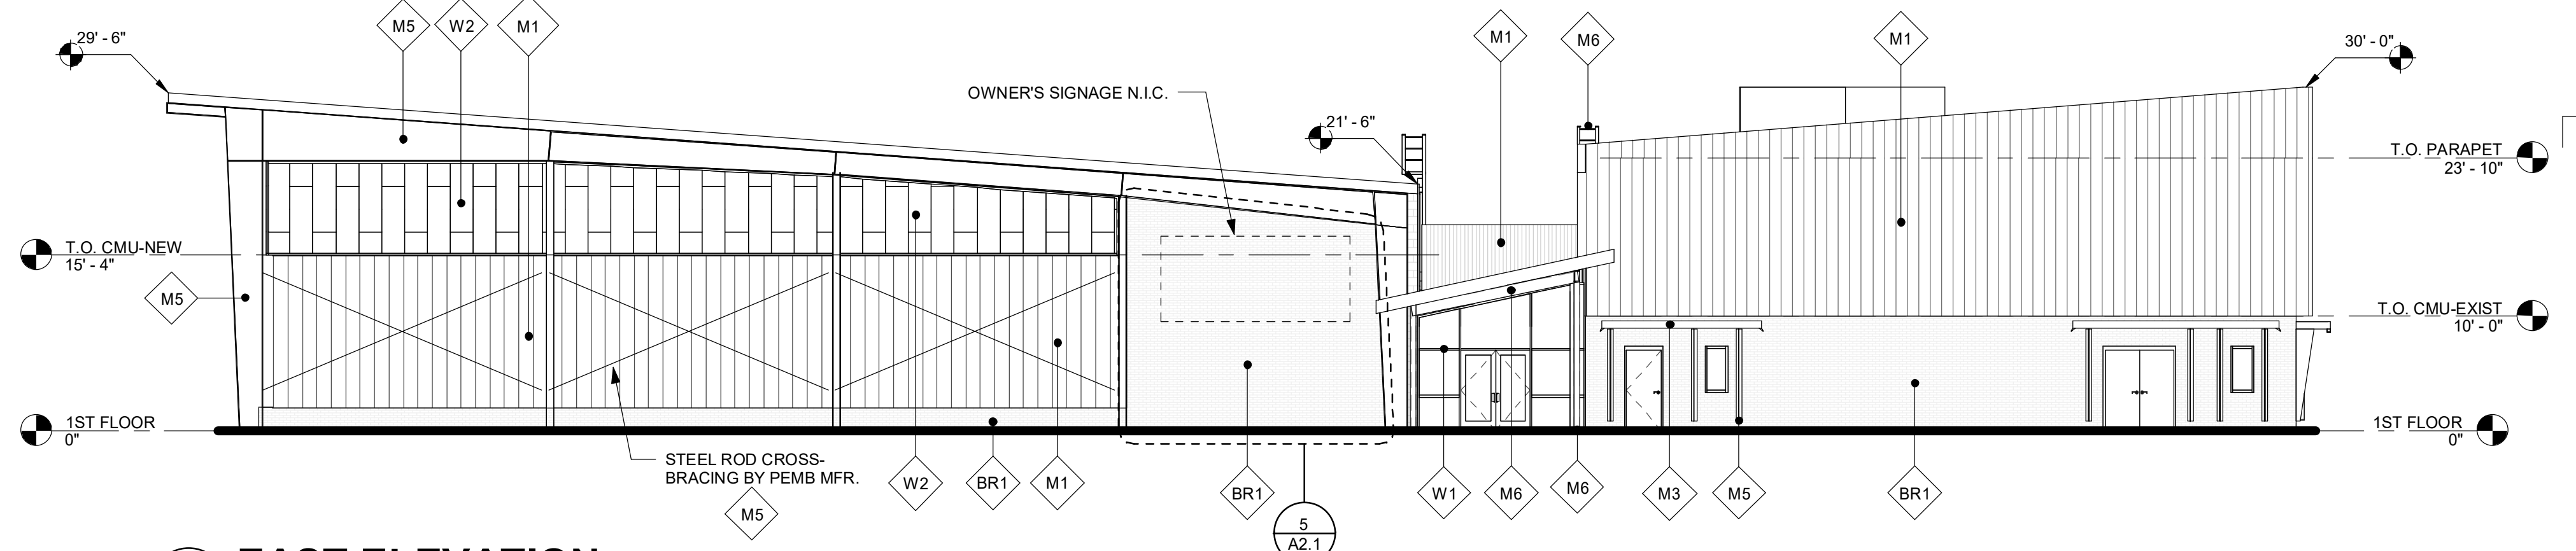 M5
W2
M1
M1
M6
M1
29' - 6"
30' - 0"
OWNER'S SIGNAGE N.I.C.
21' - 6"
T.O. PARAPET
23' - 10"
T.O. CMU-NEW
15' - 4"
M5
T.O. CMU-EXIST
10' - 0"
1ST FLOOR
0"
1ST FLOOR
0"
STEEL ROD CROSS-
BRACING BY PEMB MFR.
M5
W2
BR1
M1
BR1
W1
M6
M6
M3
M5
BR1
5
A2.1
EAST ELEVATION